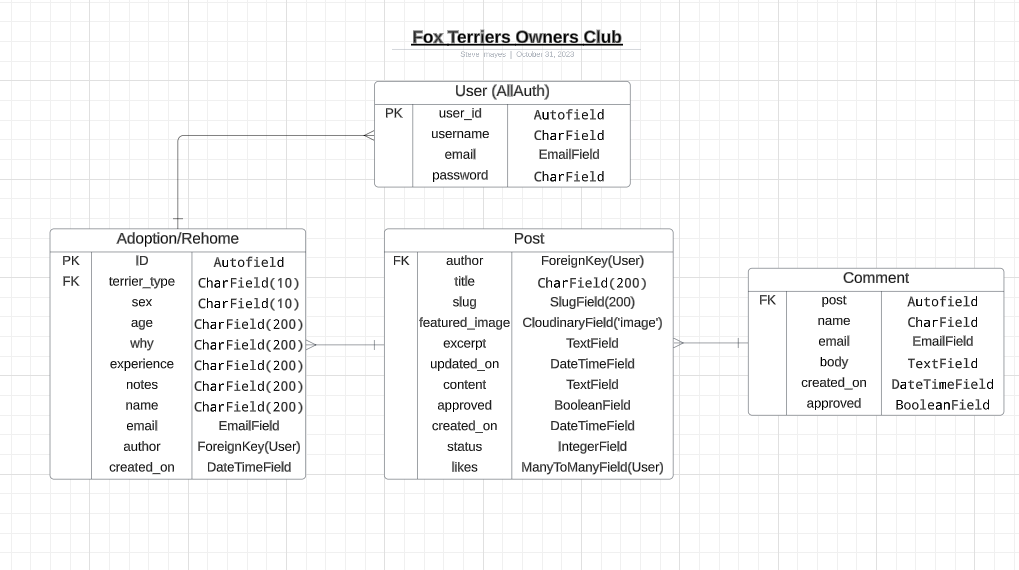 Fox Terriers Owners Club
Steve mayes | October 31, 2023
User (AllAuth)
PK user_id Autofield
username CharField
email EmailField
password CharField
Adoption/Rehome
PK ID Autofield
FK terrier_type CharField(10)
sex CharField(10)
age CharField(200)
why CharField(200)
experience CharField(200)
notes CharField(200)
name CharField(200)
email EmailField
author ForeignKey(User)
created_on DateTimeField
Post
FK author ForeignKey(User)
title CharField(200)
slug SlugField(200)
featured_image CloudinaryField('image')
excerpt TextField
updated_on DateTimeField
content TextField
approved BooleanField
created_on DateTimeField
status IntegerField
likes ManyToManyField(User)
Comment
FK post Autofield
name CharField
email EmailField
body TextField
created_on DateTimeField
approved BooleanField